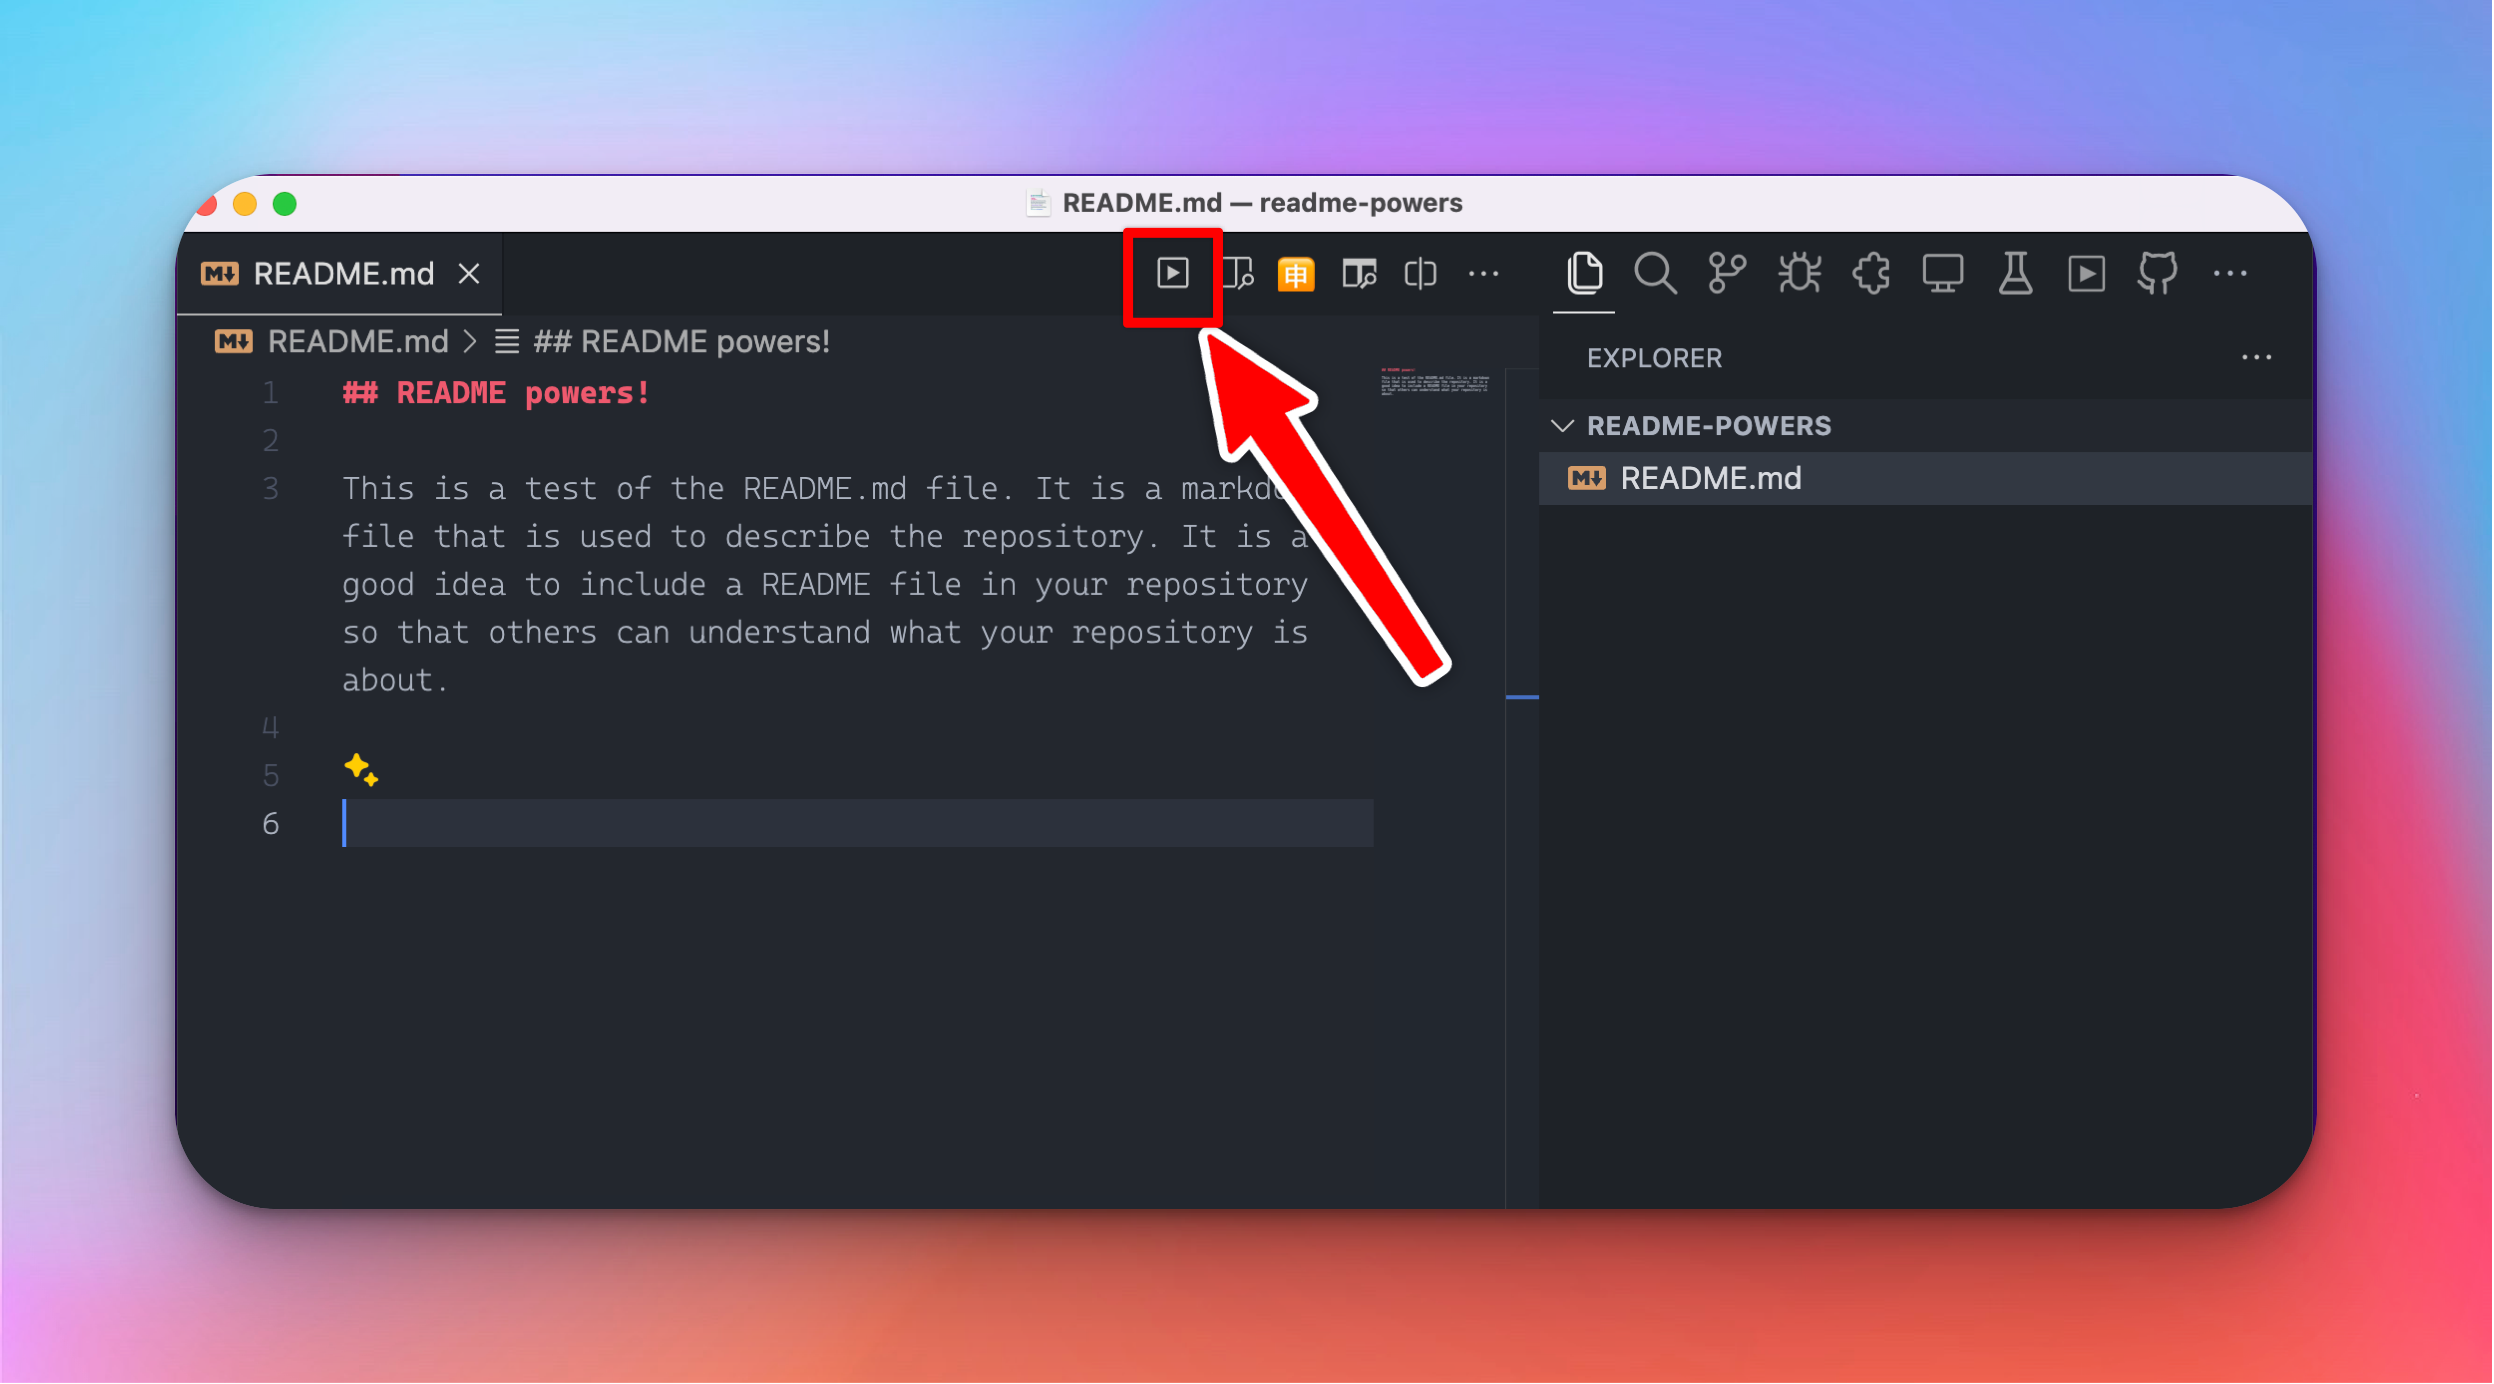 README.md — readme-powers
README.md
README.md > ## README powers!
1 ## README powers!
2
3 This is a test of the README.md file. It is a
file that is used to describe the repository. It is a
good idea to include a README file in your repository
so that others can understand what your repository is
about.
4
5 ✨
6
申
EXPLORER
README-POWERS
README.md